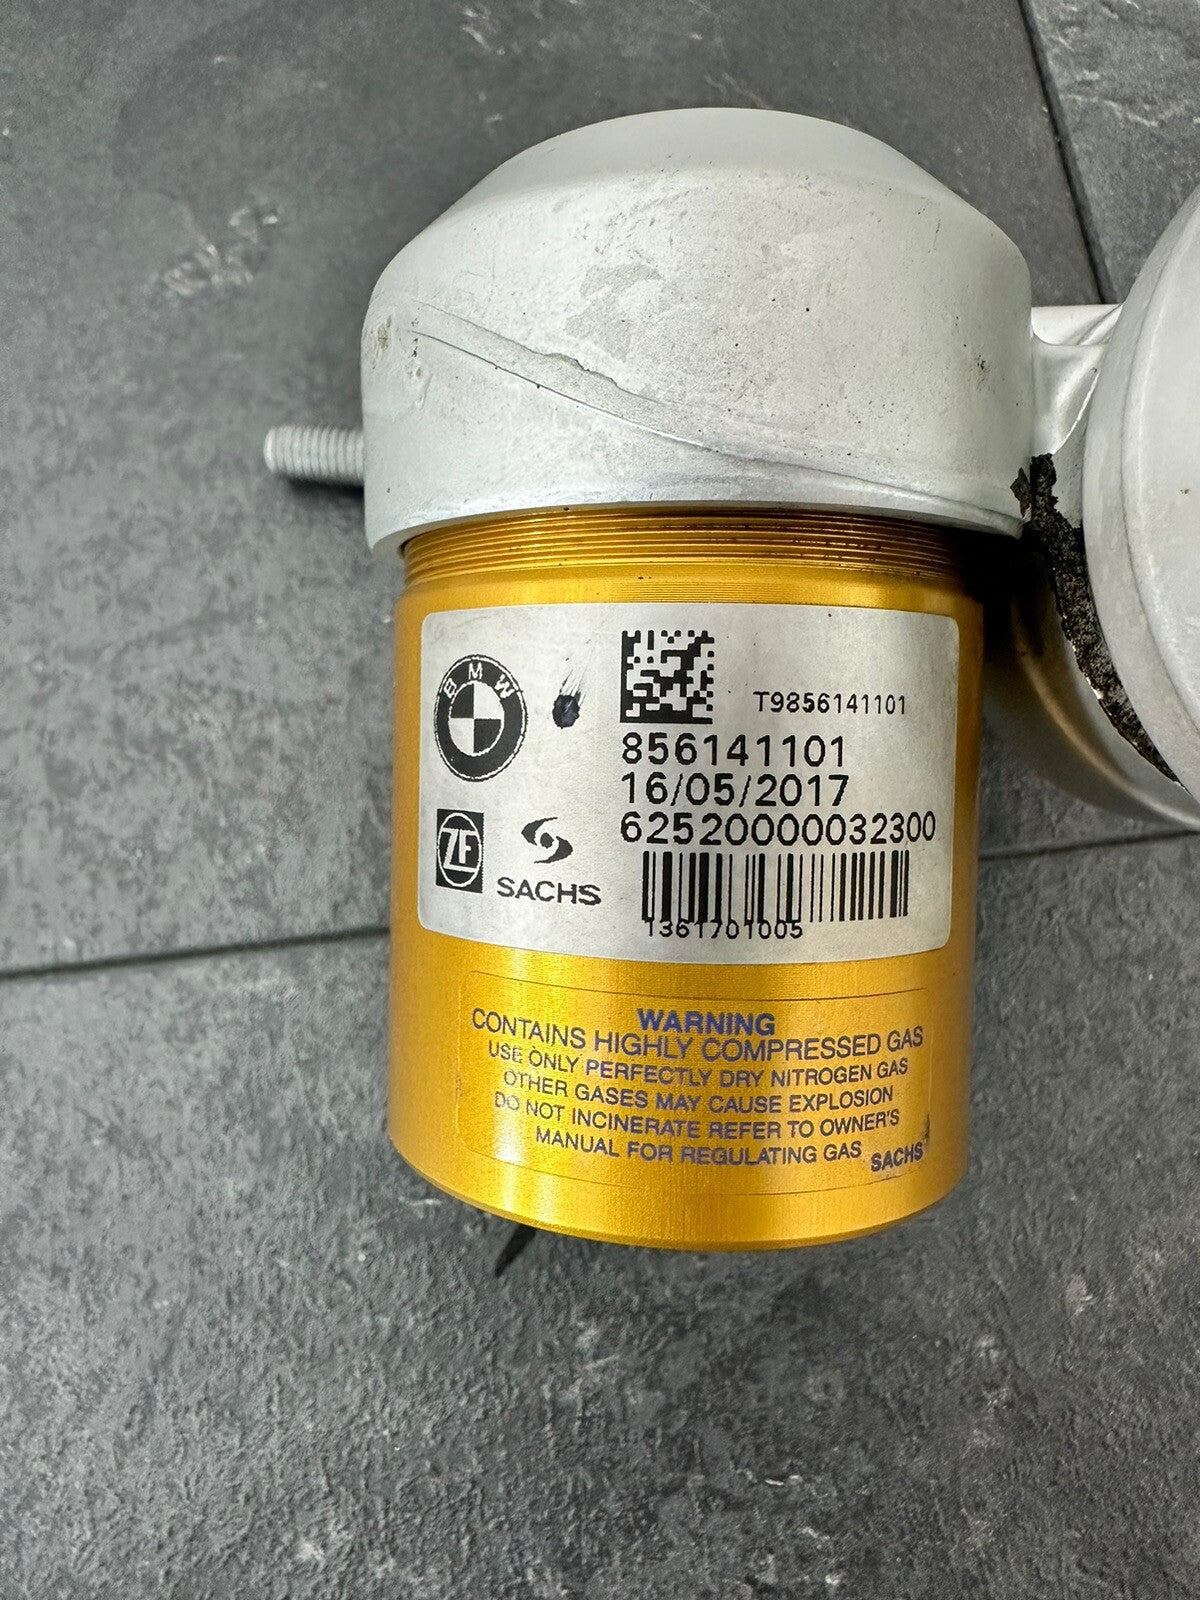 BMW
T9856141101
856141101
16/05/2017
62520000032300
ZF
SACHS
1361701005
WARNING
CONTAINS HIGHLY COMPRESSED GAS
USE ONLY PERFECTLY DRY NITROGEN GAS
OTHER GASES MAY CAUSE EXPLOSION
DO NOT INCINERATE REFER TO OWNER'S
MANUAL FOR REGULATING GAS SACHS